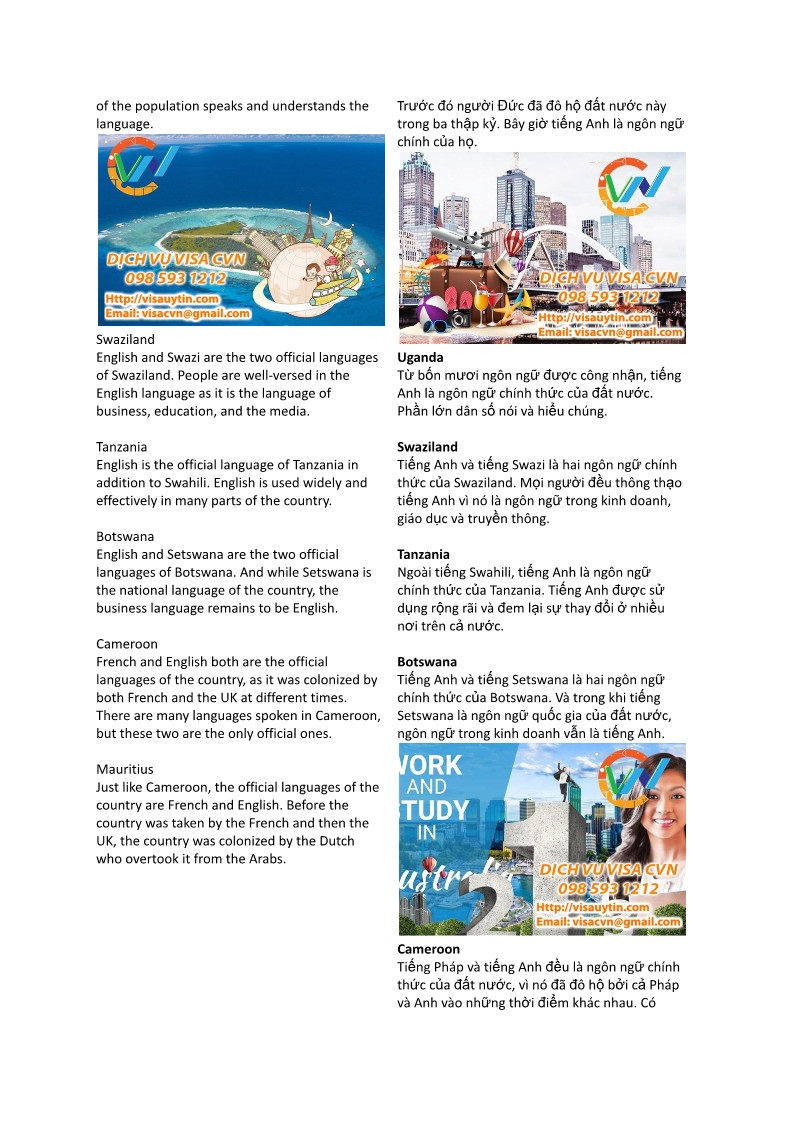 of the population speaks and understands the
language.
CVN
DỊCH VỤ VISA CVN
098 593 1212
Http://visauytin.com
Email: visacvn@gmail.com
Swaziland
English and Swazi are the two official languages
of Swaziland. People are well-versed in the
English language as it is the language of
business, education, and the media.
Tanzania
English is the official language of Tanzania in
addition to Swahili. English is used widely and
effectively in many parts of the country.
Botswana
English and Setswana are the two official
languages of Botswana. And while Setswana is
the national language of the country, the
business language remains to be English.
Cameroon
French and English both are the official
languages of the country, as it was colonized by
both French and the UK at different times.
There are many languages spoken in Cameroon,
but these two are the only official ones.
Mauritius
Just like Cameroon, the official languages of the
country are French and English. Before the
country was taken by the French and then the
UK, the country was colonized by the Dutch
who overtook it from the Arabs.
Trước đó người Đức đã đô hộ đất nước này
trong ba thập kỷ. Bây giờ tiếng Anh là ngôn ngữ
chính của họ.
CVN
DỊCH VỤ VISA CVN
098 593 1212
Http://visauytin.com
Email: visacvn@gmail.com
Uganda
Từ bốn mươi ngôn ngữ được công nhận, tiếng
Anh là ngôn ngữ chính thức của đất nước.
Phần lớn dân số nói và hiểu chúng.
Swaziland
Tiếng Anh và tiếng Swazi là hai ngôn ngữ chính
thức của Swaziland. Mọi người đều thông thạo
tiếng Anh vì nó là ngôn ngữ trong kinh doanh,
giáo dục và truyền thông.
Tanzania
Ngoài tiếng Swahili, tiếng Anh là ngôn ngữ
chính thức của Tanzania. Tiếng Anh được sử
dụng rộng rãi và đem lại sự thay đổi ở nhiều
nơi trên cả nước.
Botswana
Tiếng Anh và tiếng Setswana là hai ngôn ngữ
chính thức của Botswana. Và trong khi tiếng
Setswana là ngôn ngữ quốc gia của đất nước,
ngôn ngữ trong kinh doanh vẫn là tiếng Anh.
WORK
AND
STUDY
IN
Australia
21
CVN
DỊCH VỤ VISA CVN
098 593 1212
Http://visauytin.com
Email: visacvn@gmail.com
Cameroon
Tiếng Pháp và tiếng Anh đều là ngôn ngữ chính
thức của đất nước, vì nó đã đô hộ bởi cả Pháp
và Anh vào những thời điểm khác nhau. Có